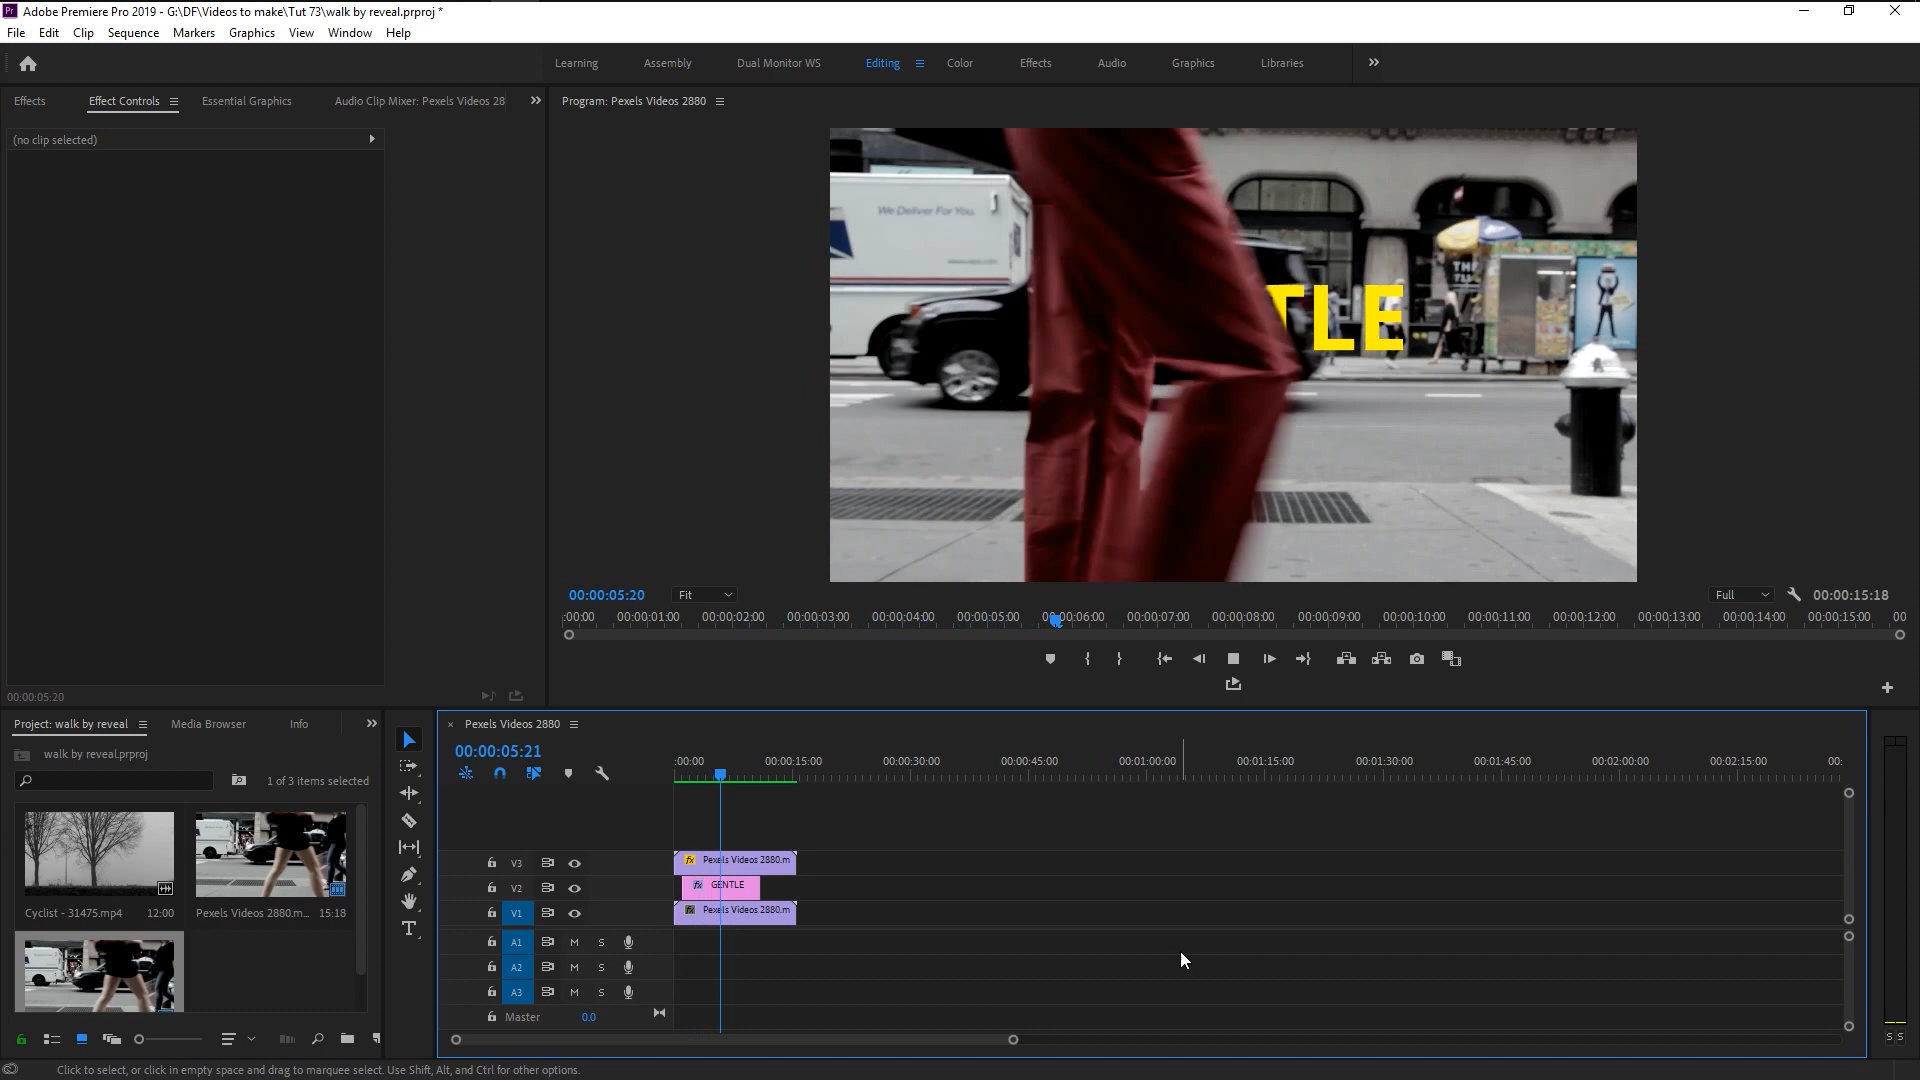 Pr Adobe Premiere Pro 2019 - G:\DF\Videos to make\Tut 73\walk by reveal.prproj *
File Edit Clip Sequence Markers Graphics View Window Help
Learning Assembly Dual Monitor WS Editing Color Effects Audio Graphics Libraries
Effects Effect Controls Essential Graphics Audio Clip Mixer: Pexels Videos 28
Program: Pexels Videos 2880
(no clip selected)
We Deliver For You.
THE
TLE
00:00:05:20 Fit Full 00:00:15:18
:00:00 00:00:01:00 00:00:02:00 00:00:03:00 00:00:04:00 00:00:05:00 00:00:06:00 00:00:07:00 00:00:08:00 00:00:09:00 00:00:10:00 00:00:11:00 00:00:12:00 00:00:13:00 00:00:14:00 00:00:15:00 00
00:00:05:20
Project: walk by reveal Media Browser Info
walk by reveal.prproj
1 of 3 items selected
Cyclist - 31475.mp4 12:00
Pexels Videos 2880.m... 15:18
× Pexels Videos 2880
00:00:05:21
:00:00 00:00:15:00 00:00:30:00 00:00:45:00 00:01:00:00 00:01:15:00 00:01:30:00 00:01:45:00 00:02:00:00 00:02:15:00 00:
V3 fx Pexels Videos 2880.m
V2 fx GENTLE
V1 fx Pexels Videos 2880.m
A1 M S
A2 M S
A3 M S
Master 0.0
S S
Click to select, or click in empty space and drag to marquee select. Use Shift, Alt, and Ctrl for other options.